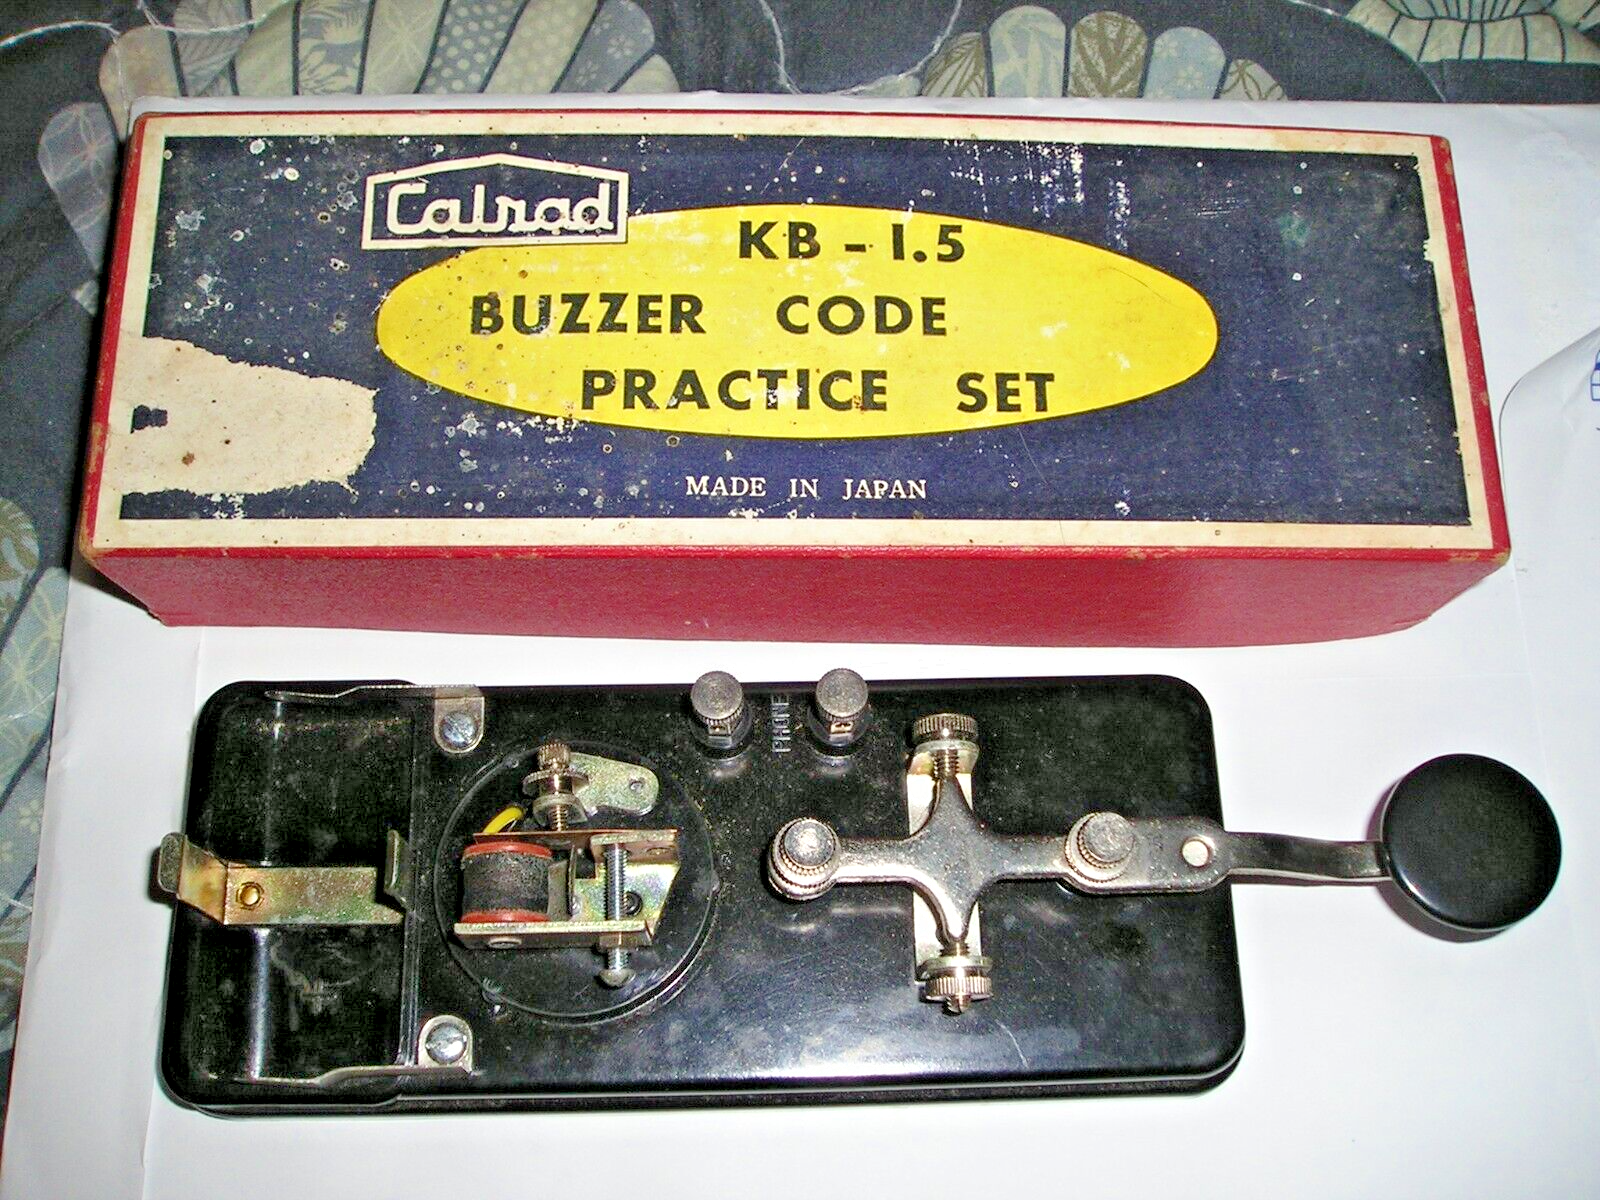 Calrad
KB - 1.5
BUZZER CODE
PRACTICE SET
MADE IN JAPAN
PHONE